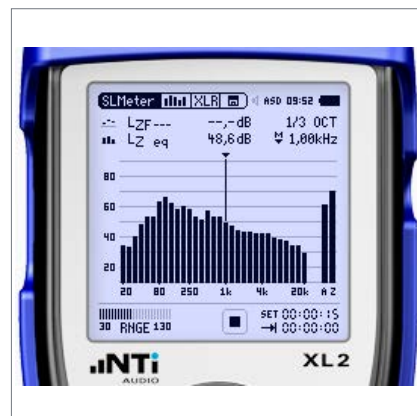 SLMeter XLR ASD 09:52
LZF--- --,-dB 1/3 OCT
LZ eq 48,6dB M 1,00kHz
80
60
40
20
20 80 250 1k 4k 20k A Z
30 RNGE 130 SET 00:00:15
00:00:00
NTi XL2
AUDIO